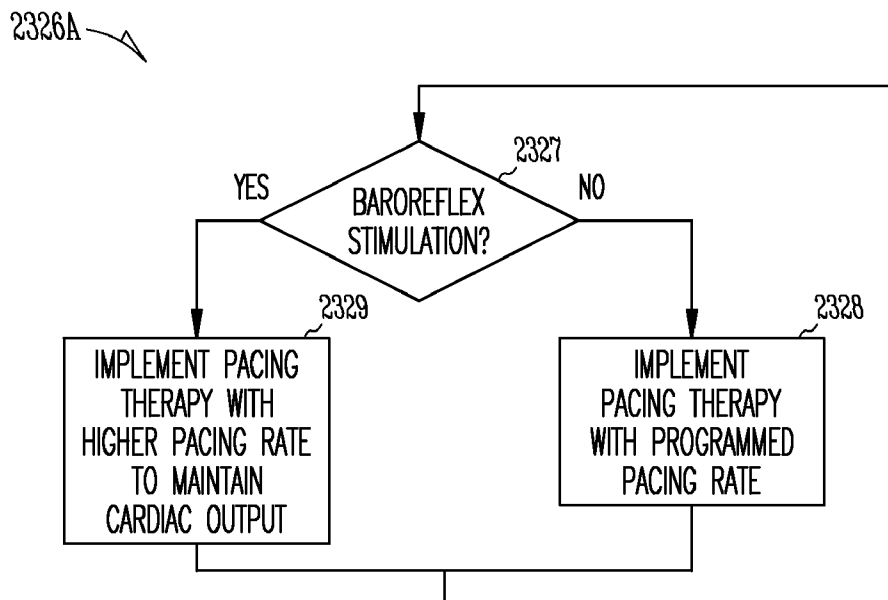 2326A
2327
YES
NO
BAROREFLEX
STIMULATION?
2329
IMPLEMENT PACING
THERAPY WITH
HIGHER PACING RATE
TO MAINTAIN
CARDIAC OUTPUT
2328
IMPLEMENT
PACING THERAPY
WITH PROGRAMMED
PACING RATE